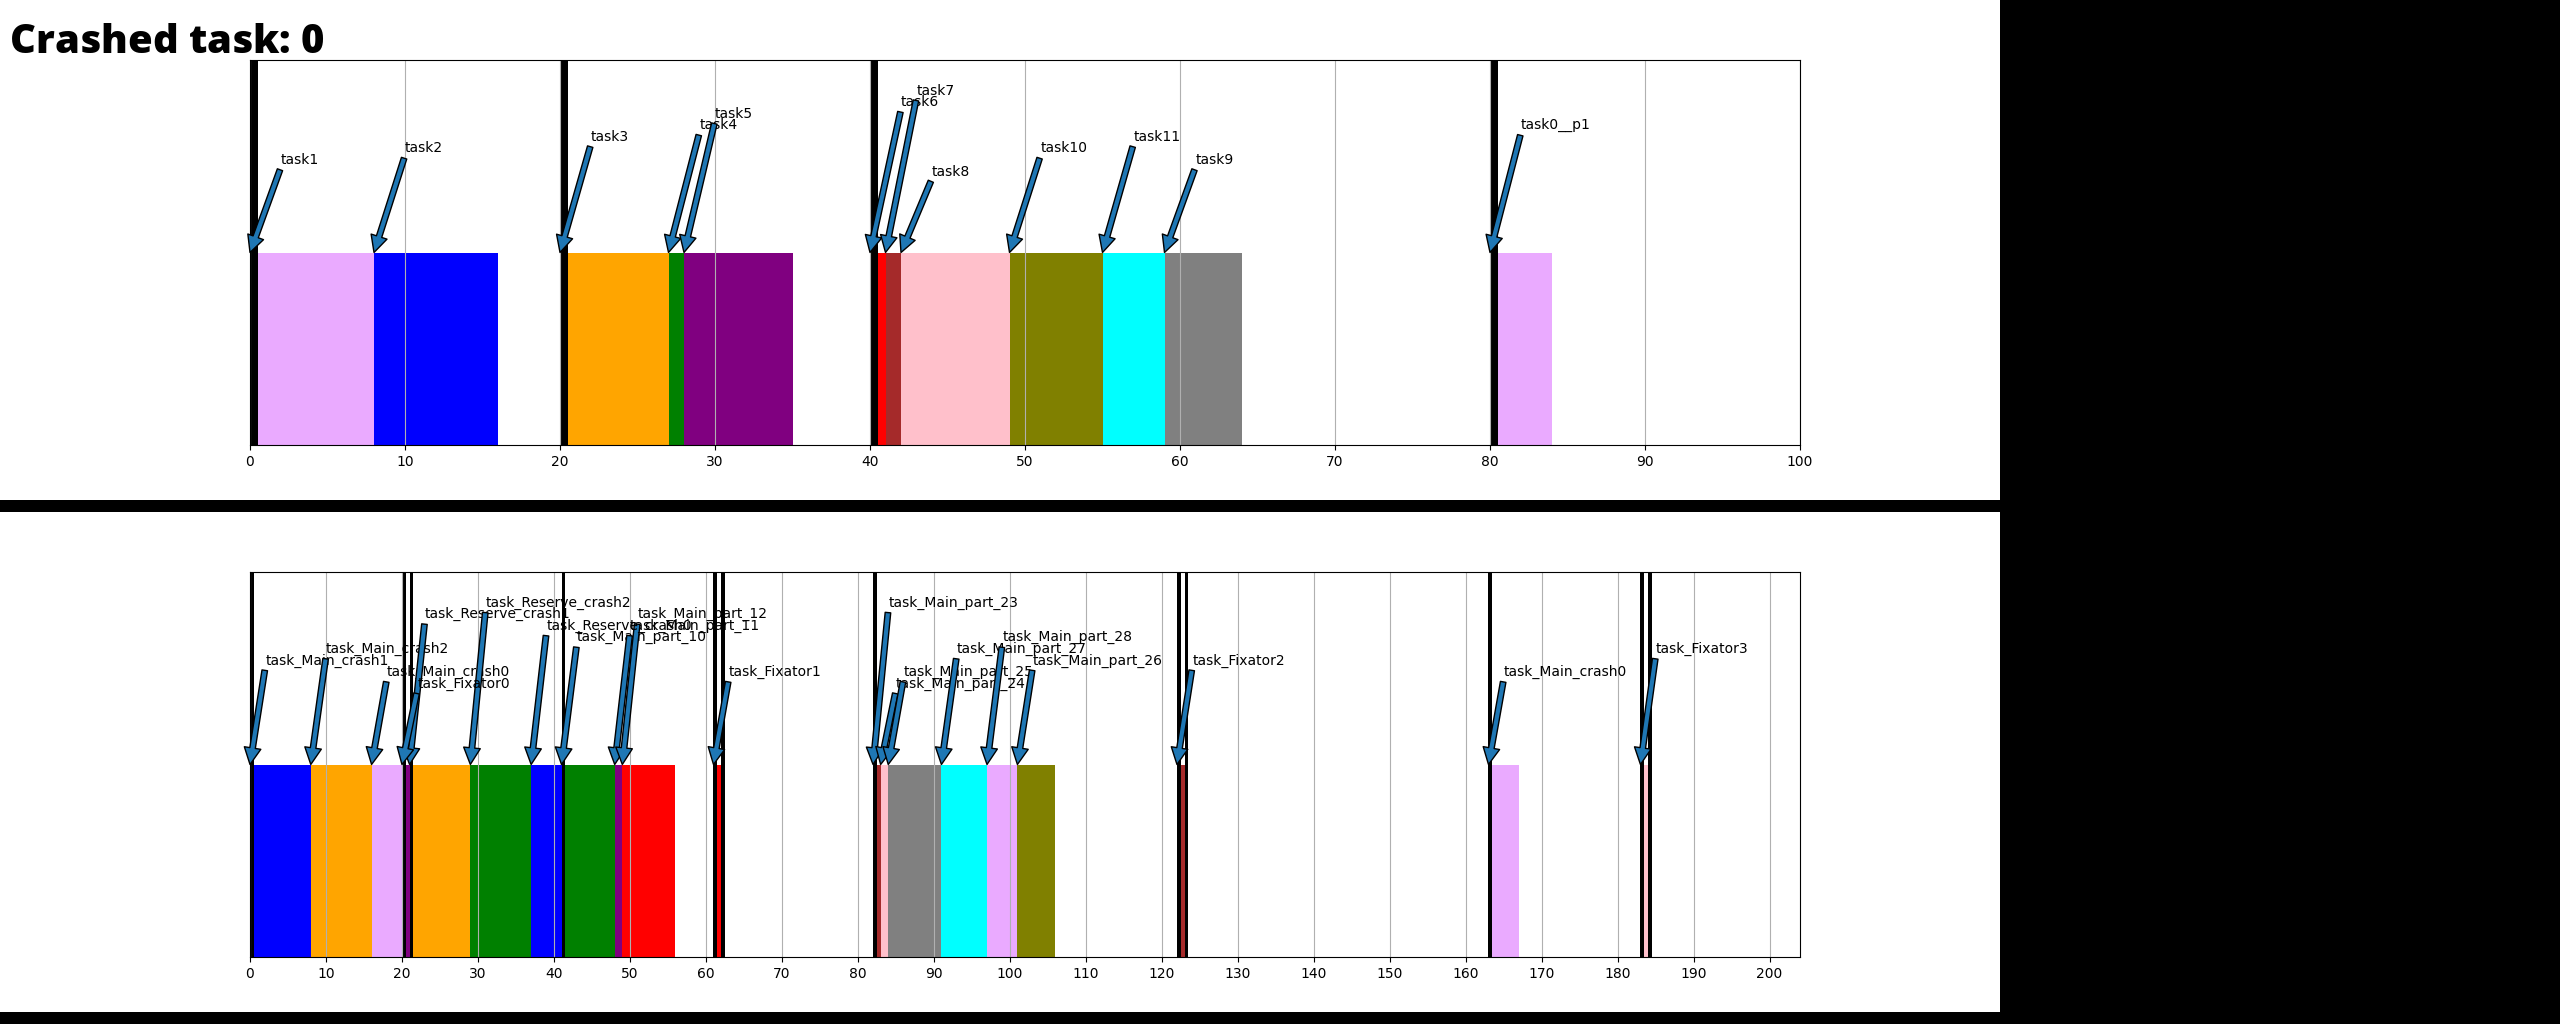 Crashed task: 0
task7
task6
task5
task4
task3
task11
task0__p1
task2
task10
task1
task9
task8
0 10 20 30 40 50 60 70 80 90 100
task_Reserve_crash2
task_Main_part_23
task_Reserve_crash1
task_Main_part_12
task_Reserve_crash0
task_Main_part_11
task_Main_part_10
task_Main_part_28
task_Main_crash2
task_Main_part_27
task_Fixator3
task_Main_crash1
task_Main_part_26
task_Fixator2
task_Main_crash0
task_Fixator1
task_Main_part_25
task_Main_crash0
task_Fixator0
task_Main_part_24
0 10 20 30 40 50 60 70 80 90 100 110 120 130 140 150 160 170 180 190 200